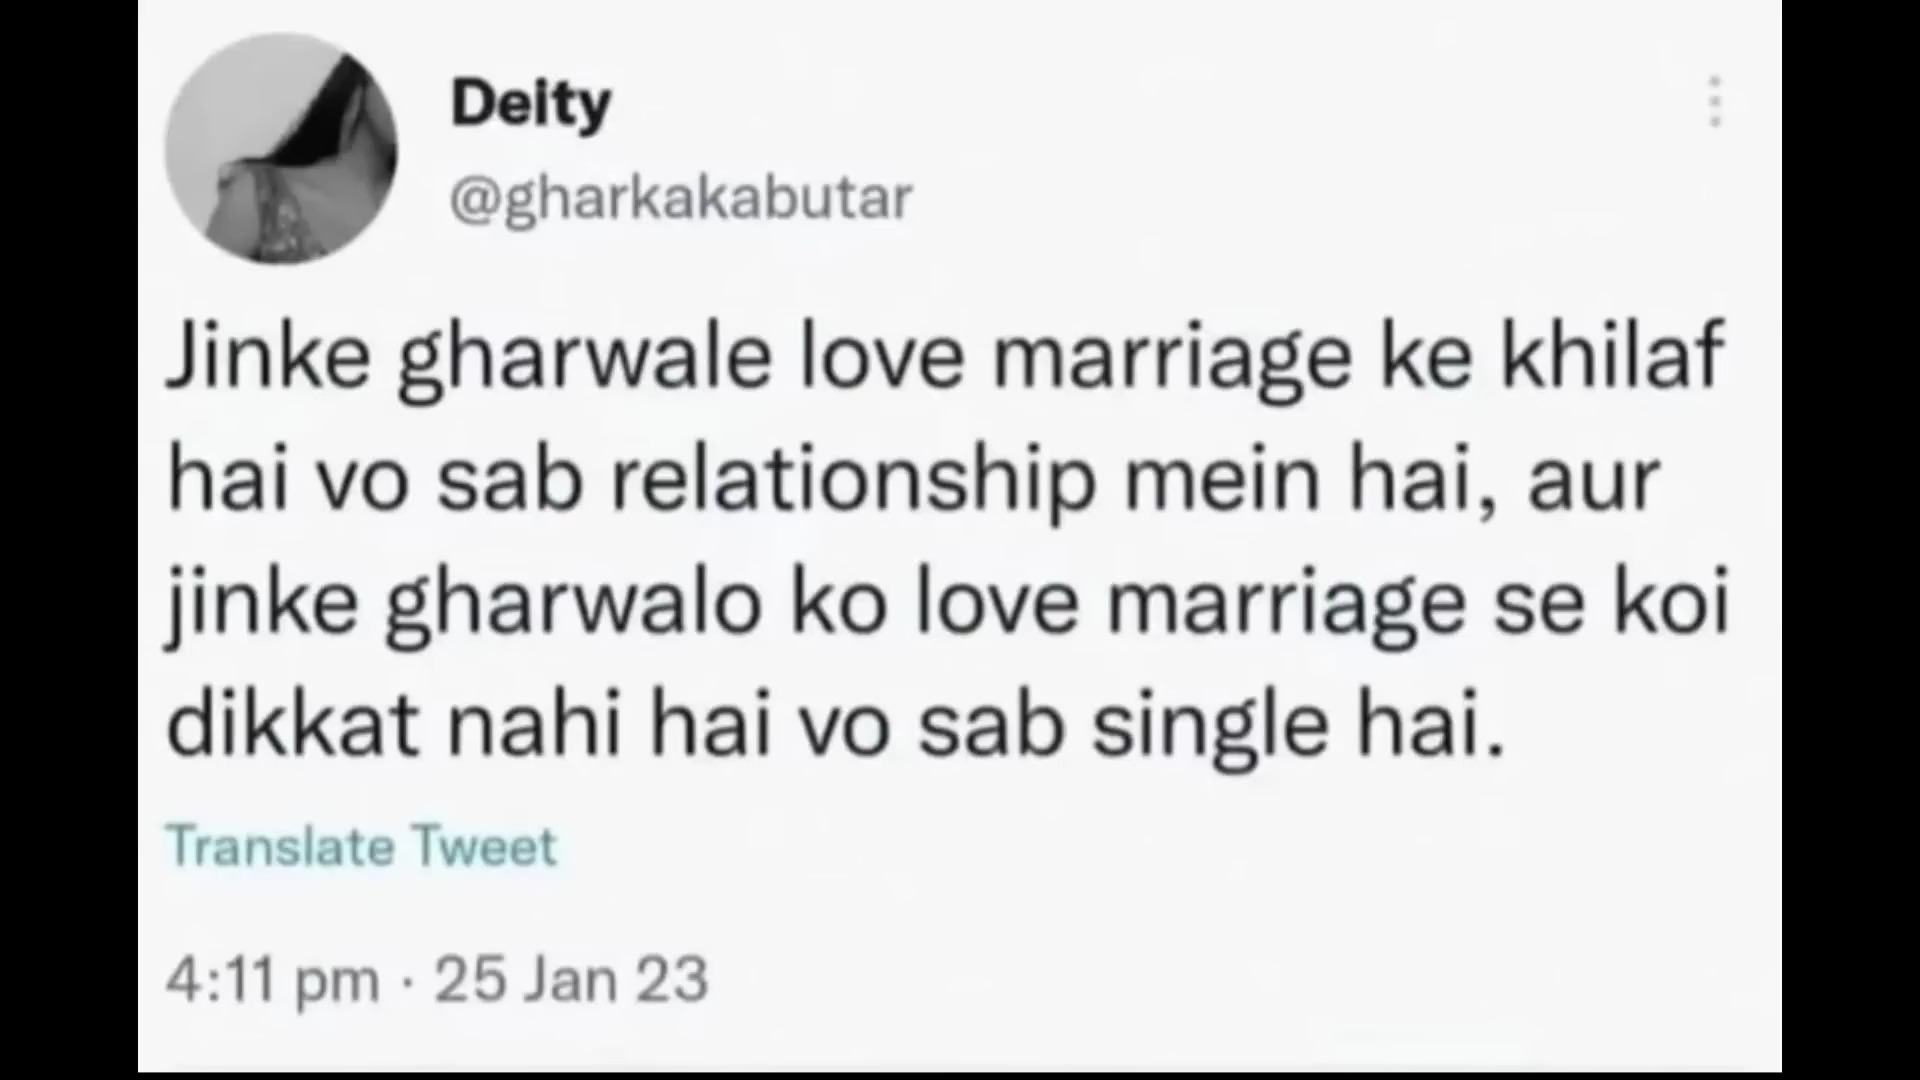 Deity
@gharkakabutar
Jinke gharwale love marriage ke khilaf
hai vo sab relationship mein hai, aur
jinke gharwalo ko love marriage se koi
dikkat nahi hai vo sab single hai.
Translate Tweet
4:11 pm · 25 Jan 23